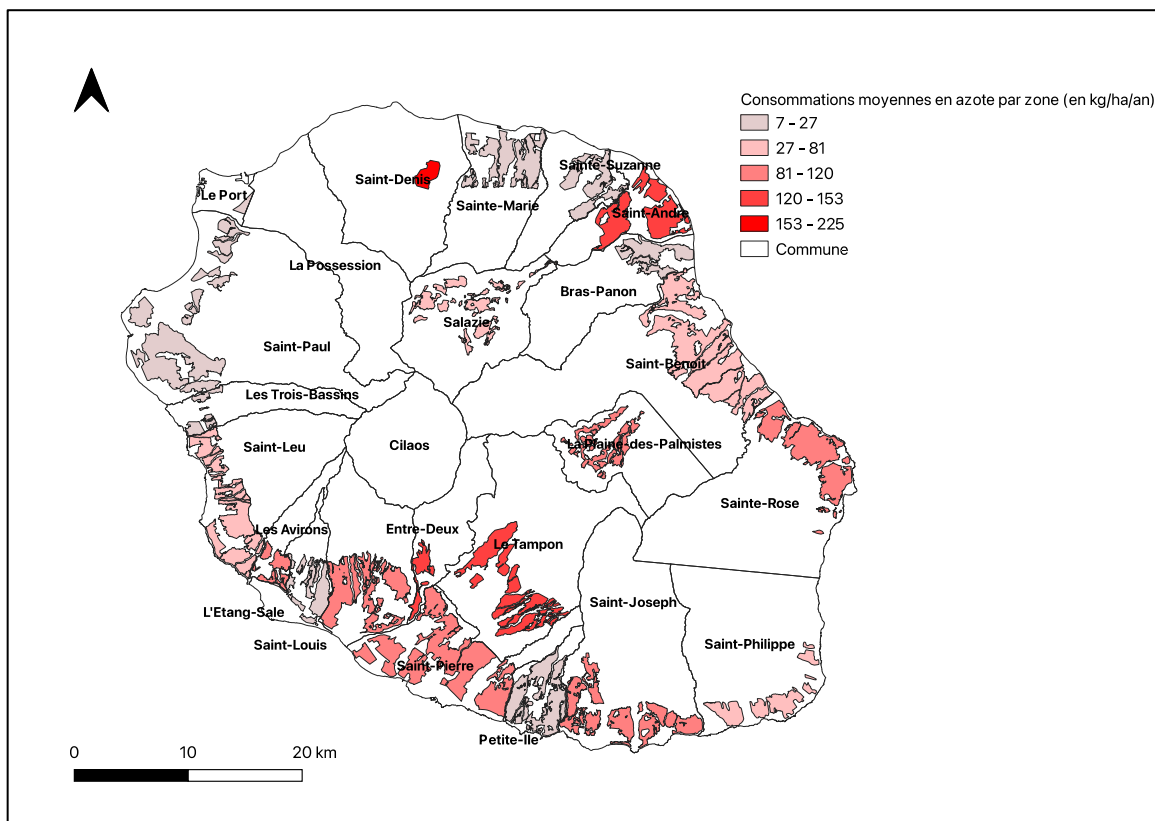 Consommations moyennes en azote par zone (en kg/ha/an)
7 – 27
27 – 81
81 – 120
120 – 153
153 – 225
Commune
Sainte-Suzanne
Saint-Denis
Le Port
Sainte-Marie
Saint-André
La Possession
Bras-Panon
Salazie
Saint-Paul
Saint-Benoit
Les Trois-Bassins
Saint-Leu
Cilaos
La Plaine-des-Palmistes
Sainte-Rose
Les Avirons
Entre-Deux
Le Tampon
Saint-Joseph
L'Etang-Sale
Saint-Louis
Saint-Philippe
Saint-Pierre
Petite-Ile
0 10 20 km